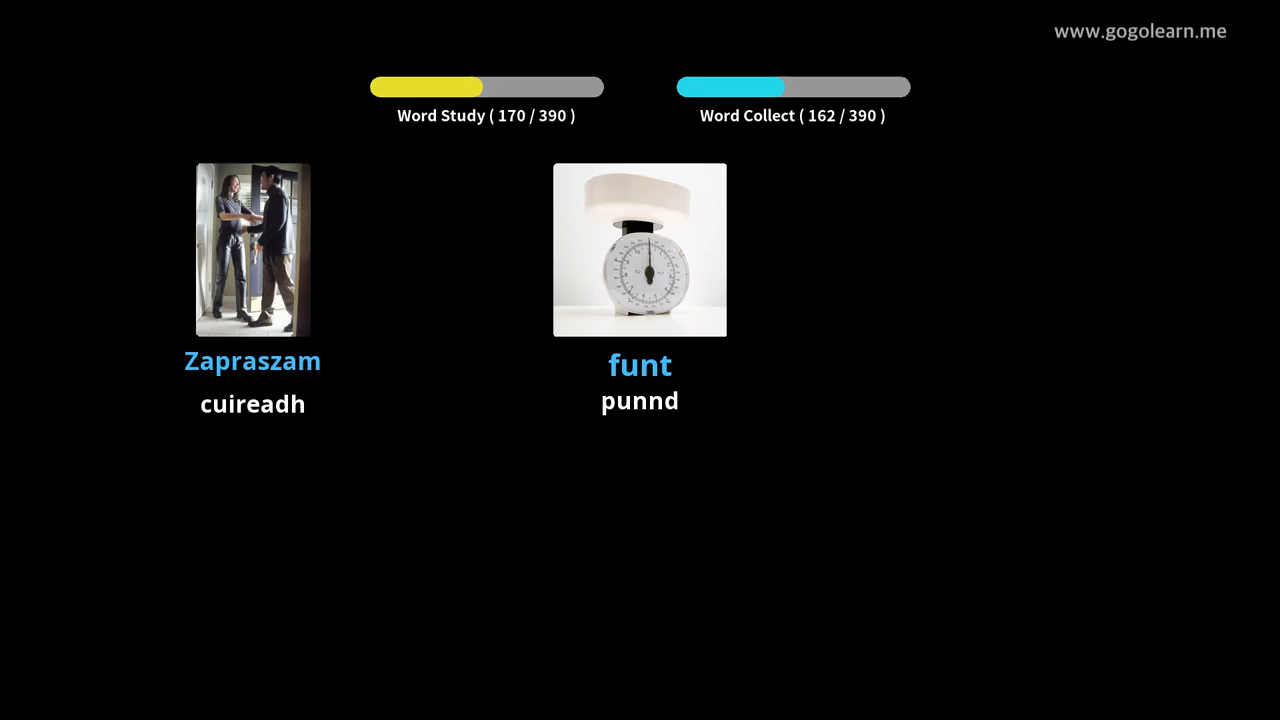 www.gogolearn.me
Word Study ( 170 / 390 )
Word Collect ( 162 / 390 )
Zapraszam
cuireadh
funt
punnd